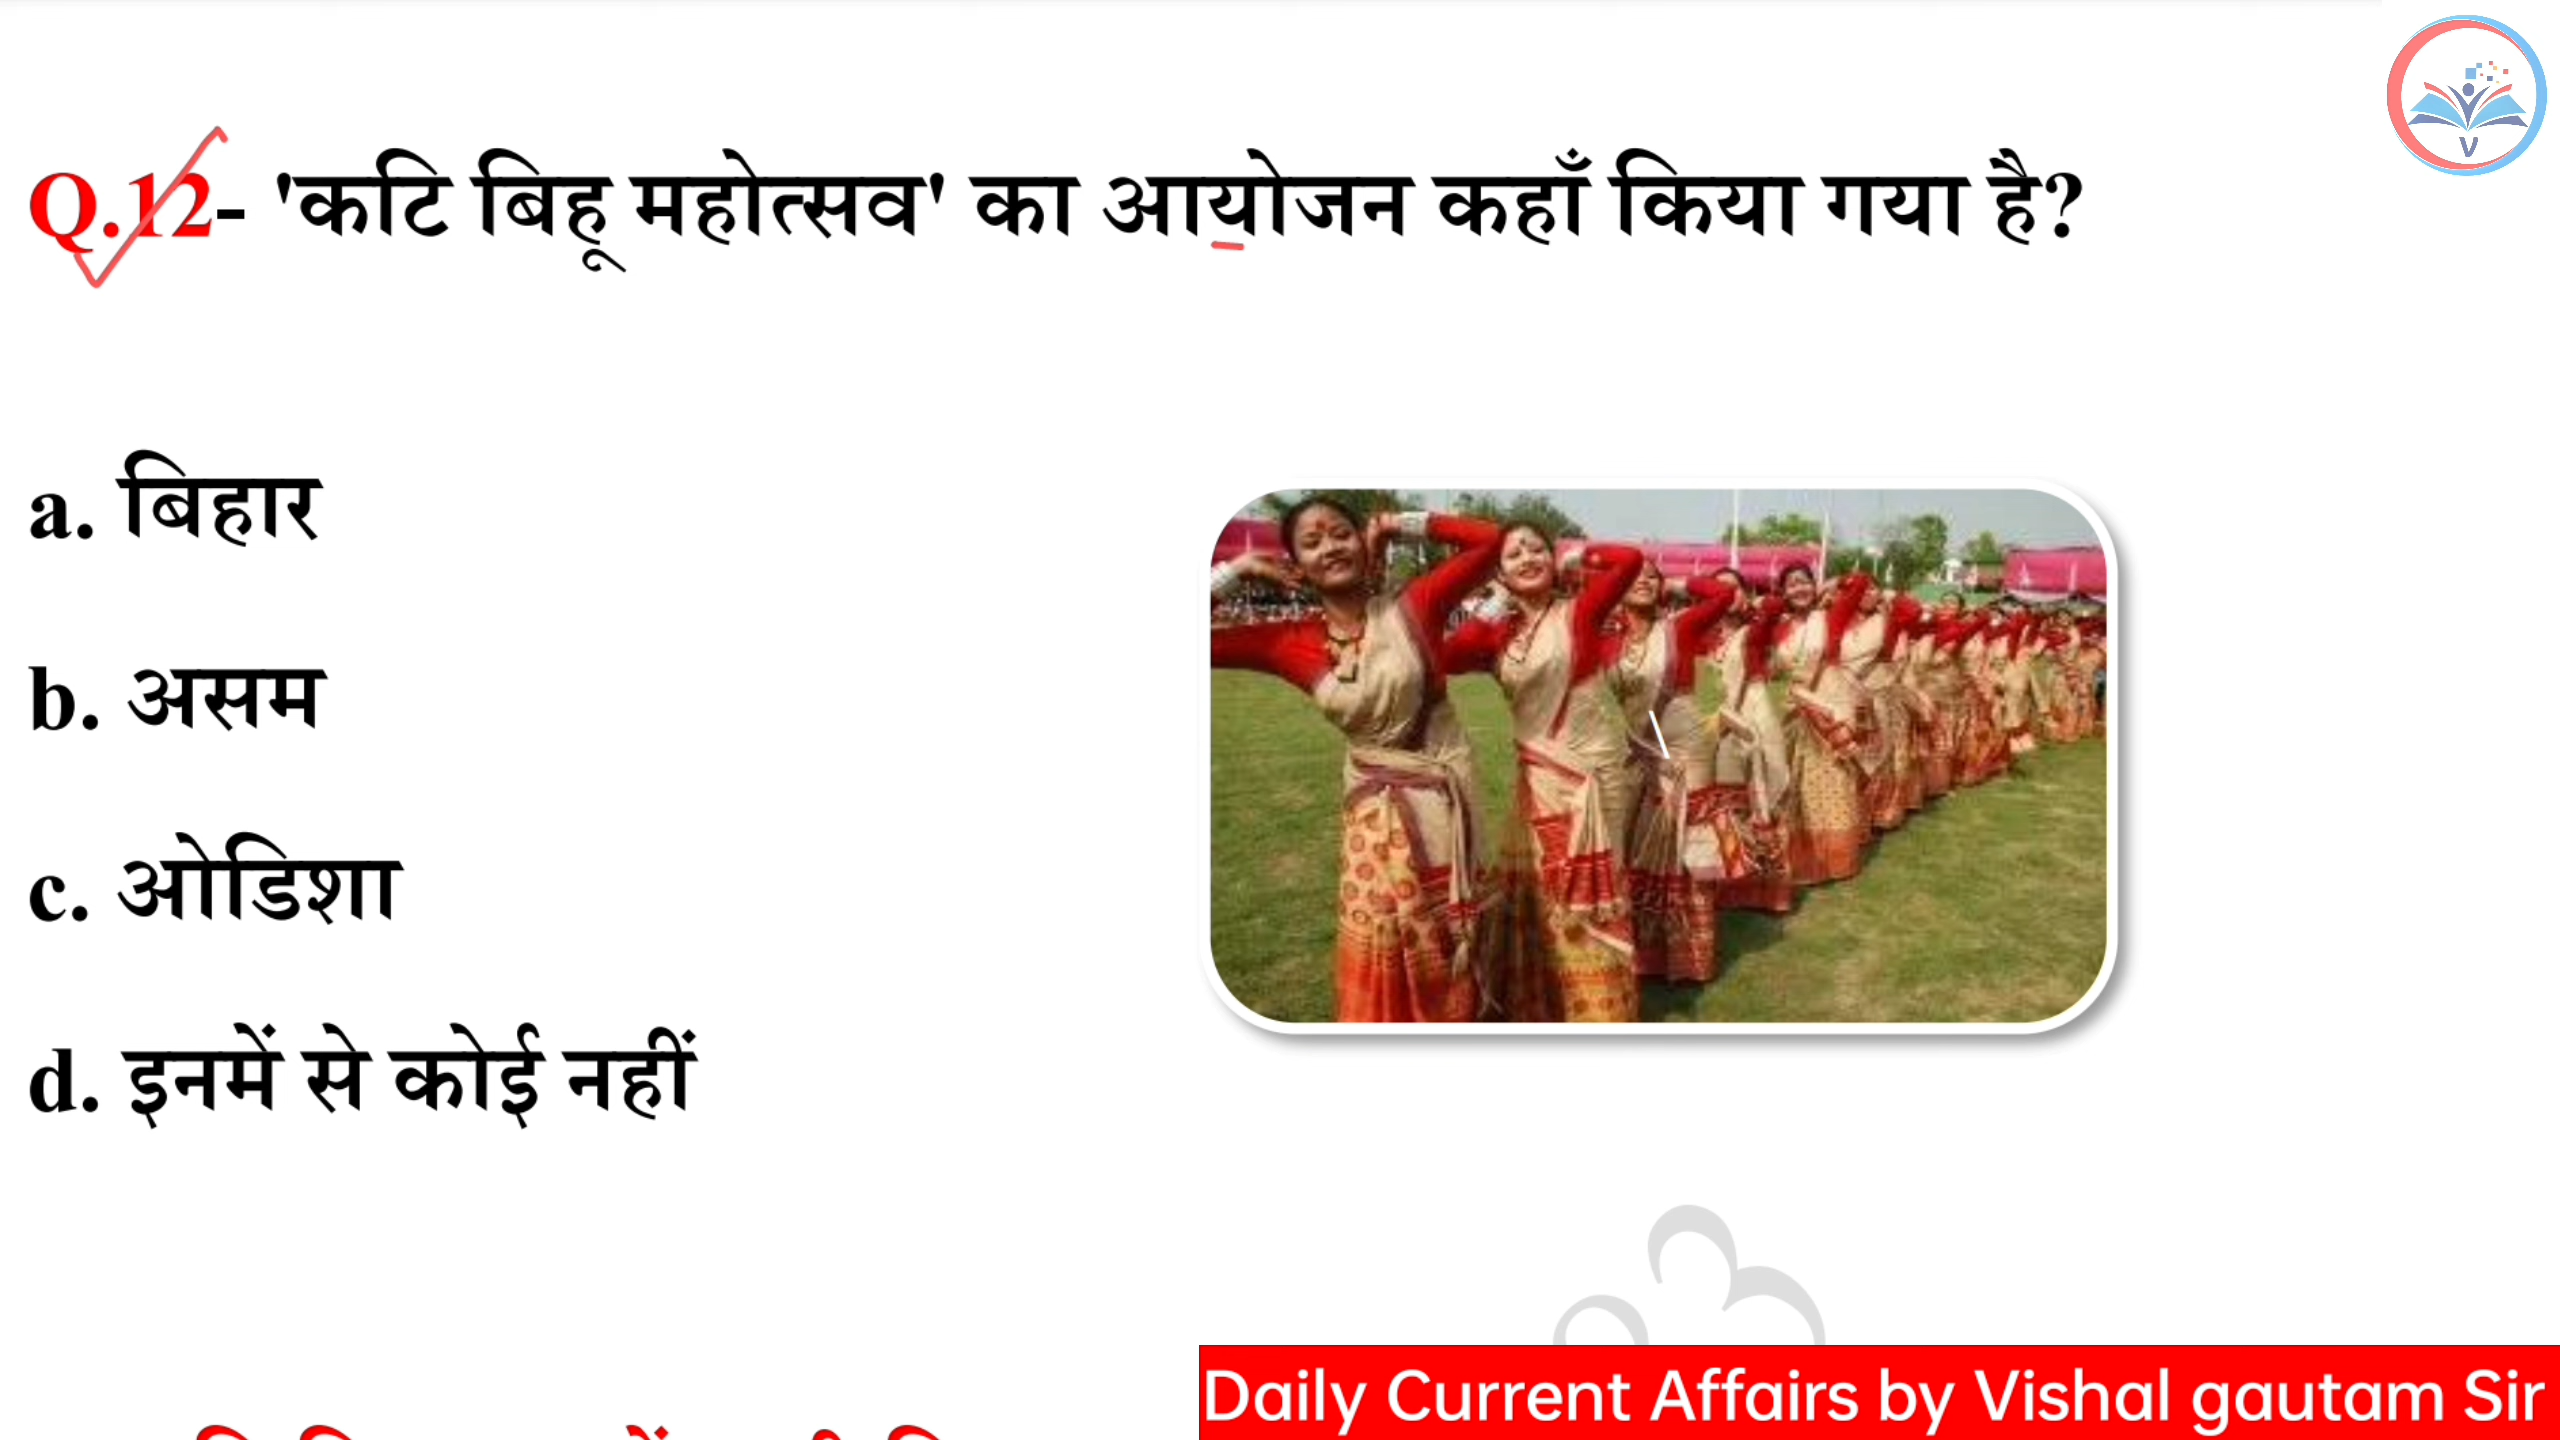 Q.12- 'कटि बिहू महोत्सव' का आयोजन कहाँ किया गया है?
a. बिहार
b. असम
c. ओडिशा
d. इनमें से कोई नहीं
Daily Current Affairs by Vishal gautam Sir